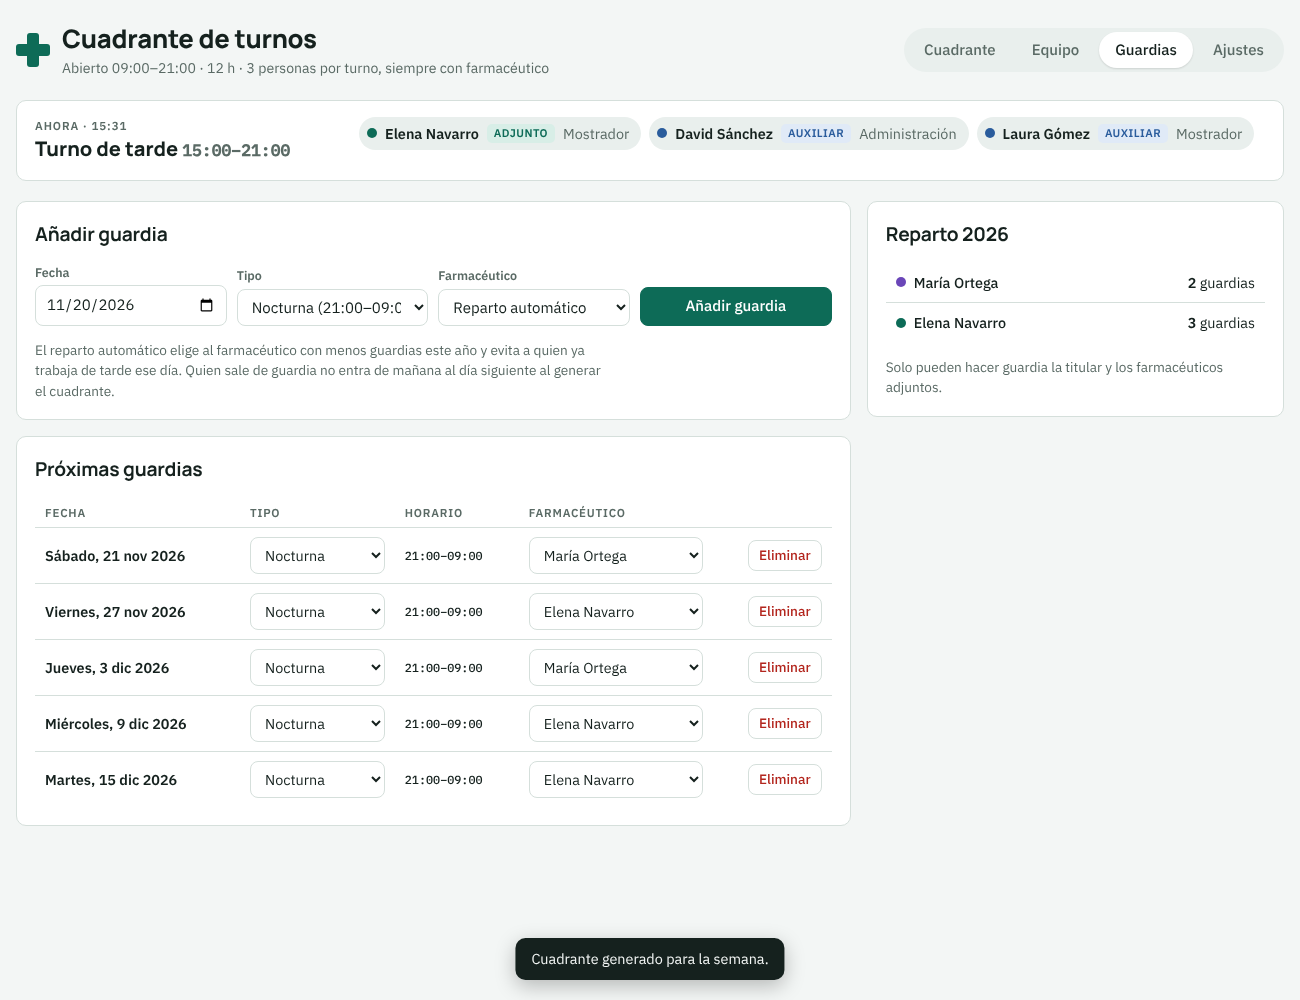 Cuadrante de turnos
Abierto 09:00–21:00 · 12 h · 3 personas por turno, siempre con farmacéutico
Cuadrante
Equipo
Guardias
Ajustes
AHORA · 15:31
Turno de tarde 15:00–21:00
Elena Navarro ADJUNTO Mostrador
David Sánchez AUXILIAR Administración
Laura Gómez AUXILIAR Mostrador
Añadir guardia
Fecha
11/20/2026
Tipo
Nocturna (21:00–09:0
Farmacéutico
Reparto automático
Añadir guardia
El reparto automático elige al farmacéutico con menos guardias este año y evita a quien ya
trabaja de tarde ese día. Quien sale de guardia no entra de mañana al día siguiente al generar
el cuadrante.
Reparto 2026
María Ortega 2 guardias
Elena Navarro 3 guardias
Solo pueden hacer guardia la titular y los farmacéuticos
adjuntos.
Próximas guardias
FECHA TIPO HORARIO FARMACÉUTICO
Sábado, 21 nov 2026 Nocturna 21:00–09:00 María Ortega Eliminar
Viernes, 27 nov 2026 Nocturna 21:00–09:00 Elena Navarro Eliminar
Jueves, 3 dic 2026 Nocturna 21:00–09:00 María Ortega Eliminar
Miércoles, 9 dic 2026 Nocturna 21:00–09:00 Elena Navarro Eliminar
Martes, 15 dic 2026 Nocturna 21:00–09:00 Elena Navarro Eliminar
Cuadrante generado para la semana.